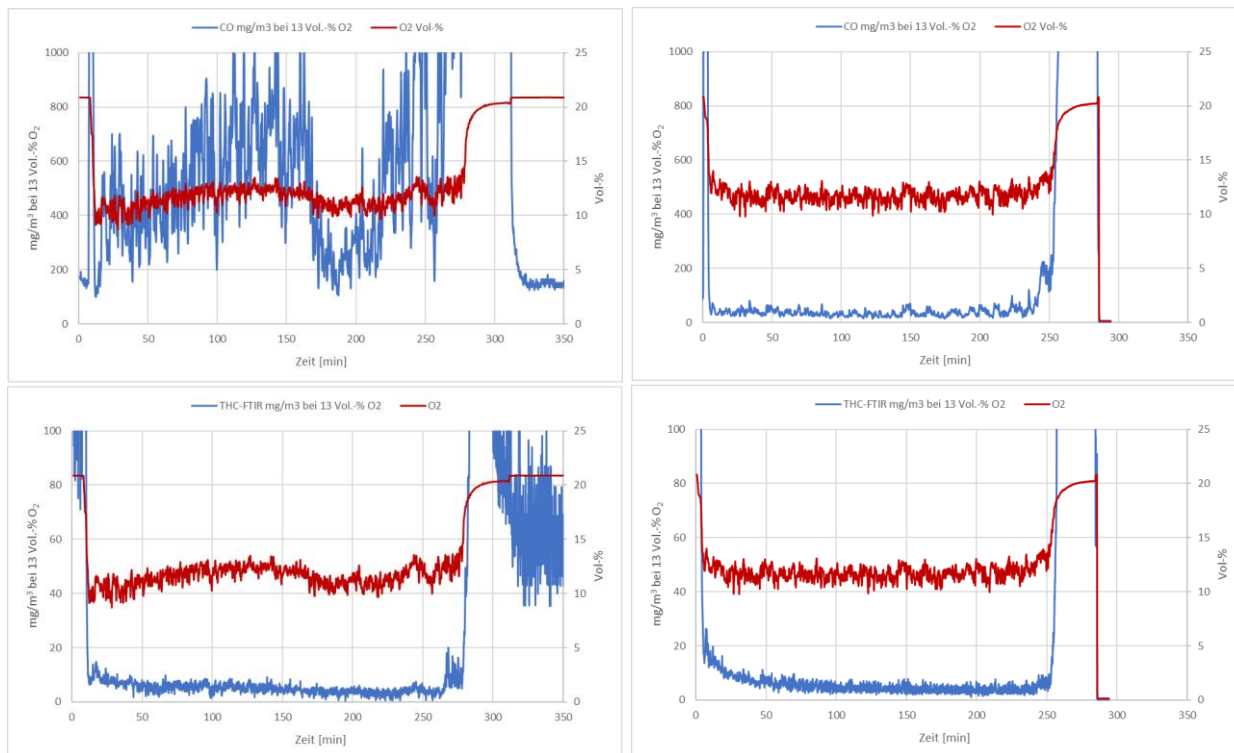 CO mg/m3 bei 13 Vol.-% O2 O2 Vol-%
1000 25
800 20
600 15
400 10
200 5
0 0
0 50 100 150 200 250 300 350
mg/m³ bei 13 Vol.-% O₂
Vol-%
Zeit [min]
CO mg/m3 bei 13 Vol.-% O2 O2 Vol-%
1000 25
800 20
600 15
400 10
200 5
0 0
0 50 100 150 200 250 300 350
mg/m³ bei 13 Vol.-% O₂
Vol-%
Zeit [min]
THC-FTIR mg/m3 bei 13 Vol.-% O2 O2
100 25
80 20
60 15
40 10
20 5
0 0
0 50 100 150 200 250 300 350
mg/m³ bei 13 Vol.-% O₂
Vol-%
Zeit [min]
THC-FTIR mg/m3 bei 13 Vol.-% O2 O2
100 25
80 20
60 15
40 10
20 5
0 0
0 50 100 150 200 250 300 350
mg/m³ bei 13 Vol.-% O₂
Vol-%
Zeit [min]